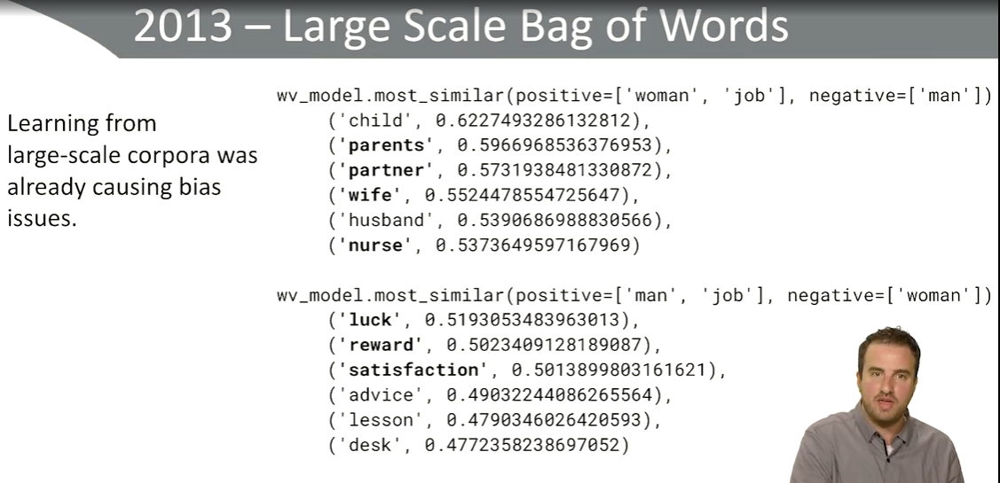 2013 – Large Scale Bag of Words
Learning from
large-scale corpora was
already causing bias
issues.
wv_model.most_similar(positive=['woman', 'job'], negative=['man'])
('child', 0.6227493286132812),
('parents', 0.5966968536376953),
('partner', 0.5731938481330872),
('wife', 0.5524478554725647),
('husband', 0.5390686988830566),
('nurse', 0.5373649597167969)
wv_model.most_similar(positive=['man', 'job'], negative=['woman'])
('luck', 0.5193053483963013),
('reward', 0.5023409128189087),
('satisfaction', 0.5013899803161621),
('advice', 0.49032244086265564),
('lesson', 0.4790346026420593),
('desk', 0.4772358238697052)